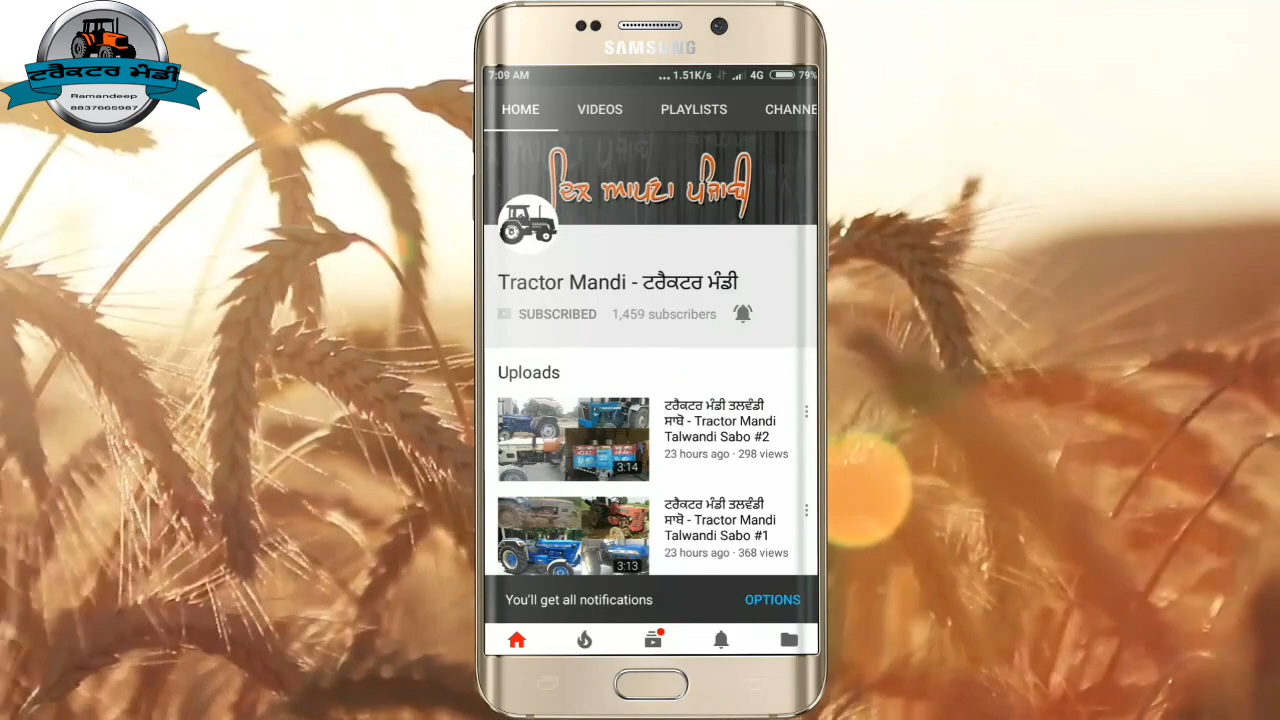 ਟਰੈਕਟਰ ਮੰਡੀ
Ramandeep
8837665987
SAMSUNG
7:09 AM
... 1.51K/s 4G 79%
HOME VIDEOS PLAYLISTS CHANNE
ਦਿਲ ਆਪਣਾ ਪੰਜਾਬੀ
Tractor Mandi - ਟਰੈਕਟਰ ਮੰਡੀ
SUBSCRIBED 1,459 subscribers
Uploads
ਟਰੈਕਟਰ ਮੰਡੀ ਤਲਵੰਡੀ
ਸਾਬੋ - Tractor Mandi
Talwandi Sabo #2
23 hours ago · 298 views
3:14
ਟਰੈਕਟਰ ਮੰਡੀ ਤਲਵੰਡੀ
ਸਾਬੋ - Tractor Mandi
Talwandi Sabo #1
23 hours ago · 368 views
3:13
You'll get all notifications OPTIONS